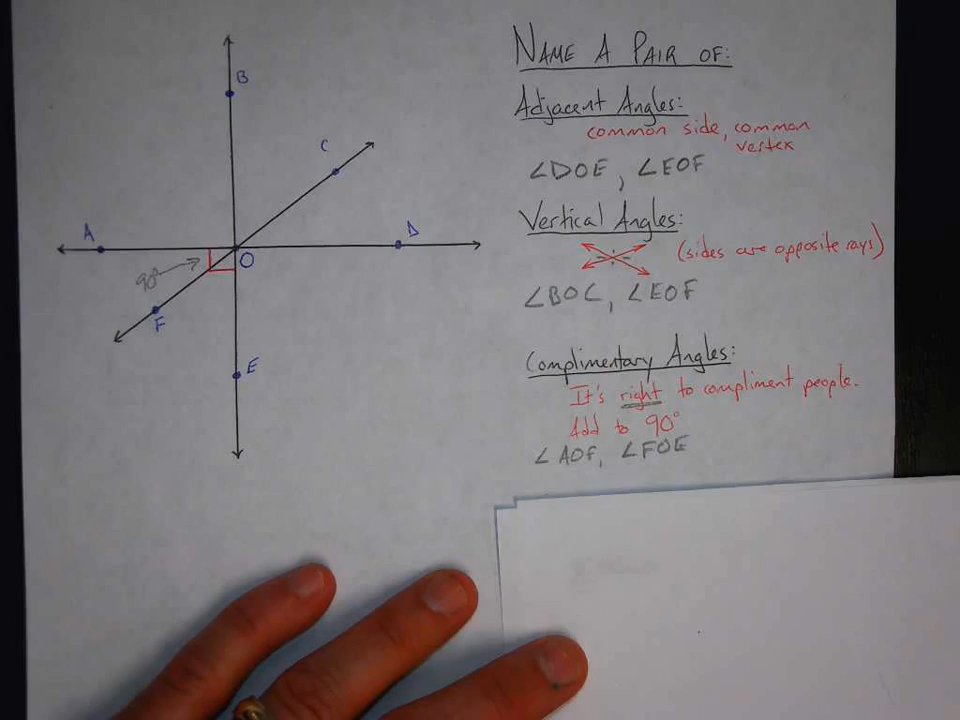 NAME A PAIR OF:
Adjacent Angles:
common side, common
vertex
∠DOE, ∠EOF
Vertical Angles:
(sides are opposite rays)
∠BOC, ∠EOF
Complimentary Angles:
It's right to compliment people.
Add to 90°
∠AOF, ∠FOE
B
C
A
D
O
90°
F
E